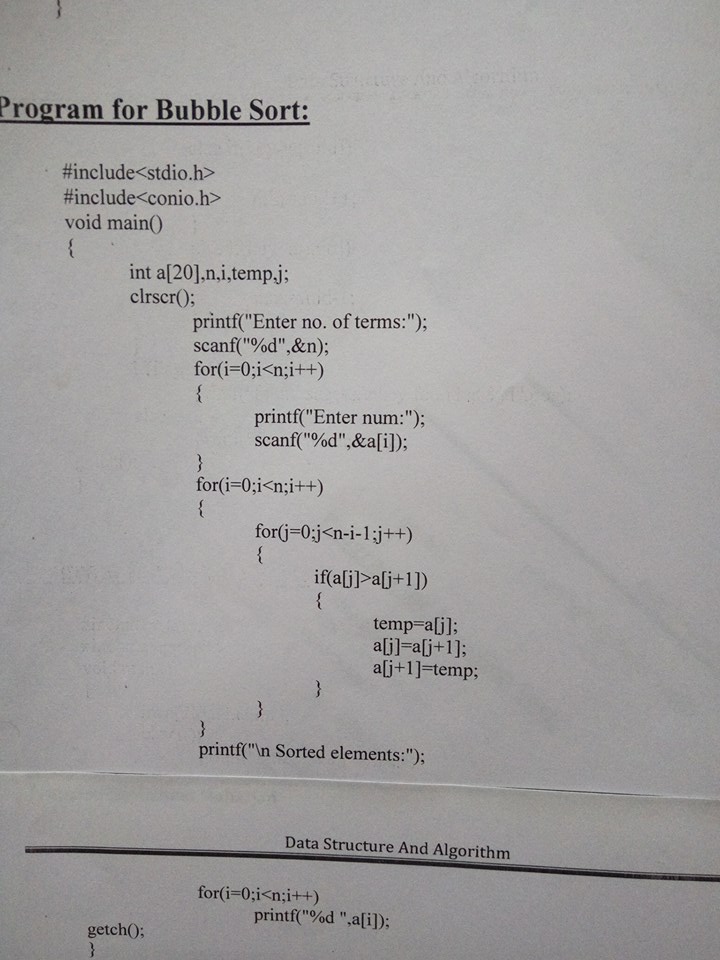 }
Program for Bubble Sort:
#include<stdio.h>
#include<conio.h>
void main()
{
int a[20],n,i,temp,j;
clrscr();
printf("Enter no. of terms:");
scanf("%d",&n);
for(i=0;i<n;i++)
{
printf("Enter num:");
scanf("%d",&a[i]);
}
for(i=0;i<n;i++)
{
for(j=0;j<n-i-1;j++)
{
if(a[j]>a[j+1])
{
temp=a[j];
a[j]=a[j+1];
a[j+1]=temp;
}
}
}
printf("\n Sorted elements:");
Data Structure And Algorithm
for(i=0;i<n;i++)
printf("%d ",a[i]);
getch();
}